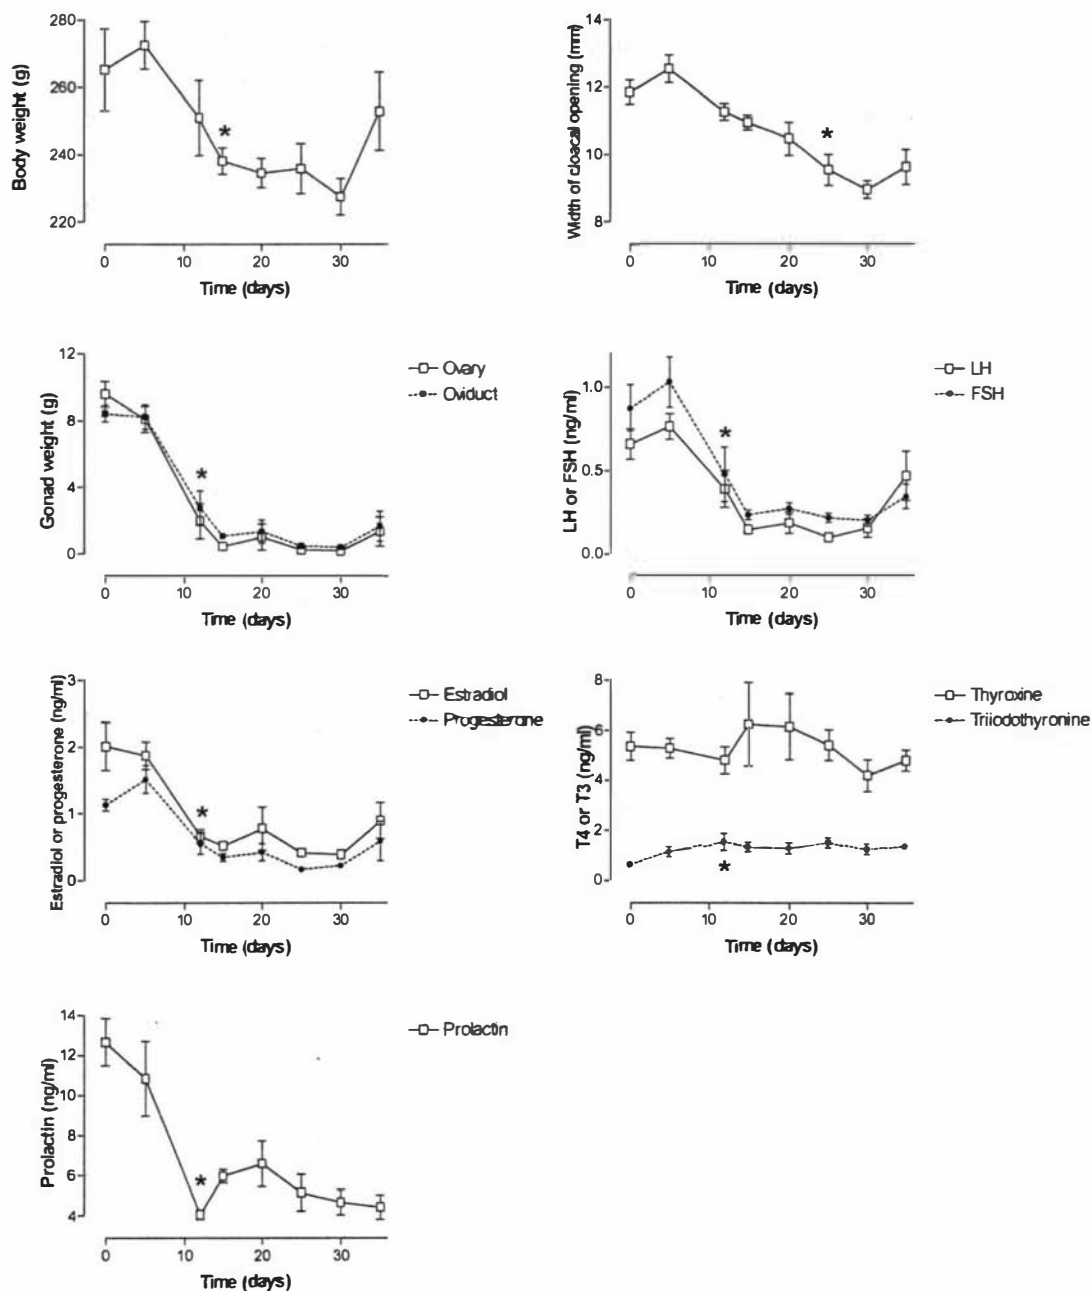 Body weight (g)
280
260
240
220
*
0 10 20 30
Time (days)
Width of cloacal opening (mm)
14
12
10
8
*
0 10 20 30
Time (days)
Gonad weight (g)
12
8
4
0
*
Ovary
Oviduct
0 10 20 30
Time (days)
LH or FSH (ng/ml)
1.0
0.5
0.0
*
LH
FSH
0 10 20 30
Time (days)
Estradiol or progesterone (ng/ml)
3
2
1
0
*
Estradiol
Progesterone
0 10 20 30
Time (days)
T4 or T3 (ng/ml)
8
6
4
2
0
*
Thyroxine
Triiodothyronine
0 10 20 30
Time (days)
Prolactin (ng/ml)
14
12
10
8
6
4
*
Prolactin
0 10 20 30
Time (days)